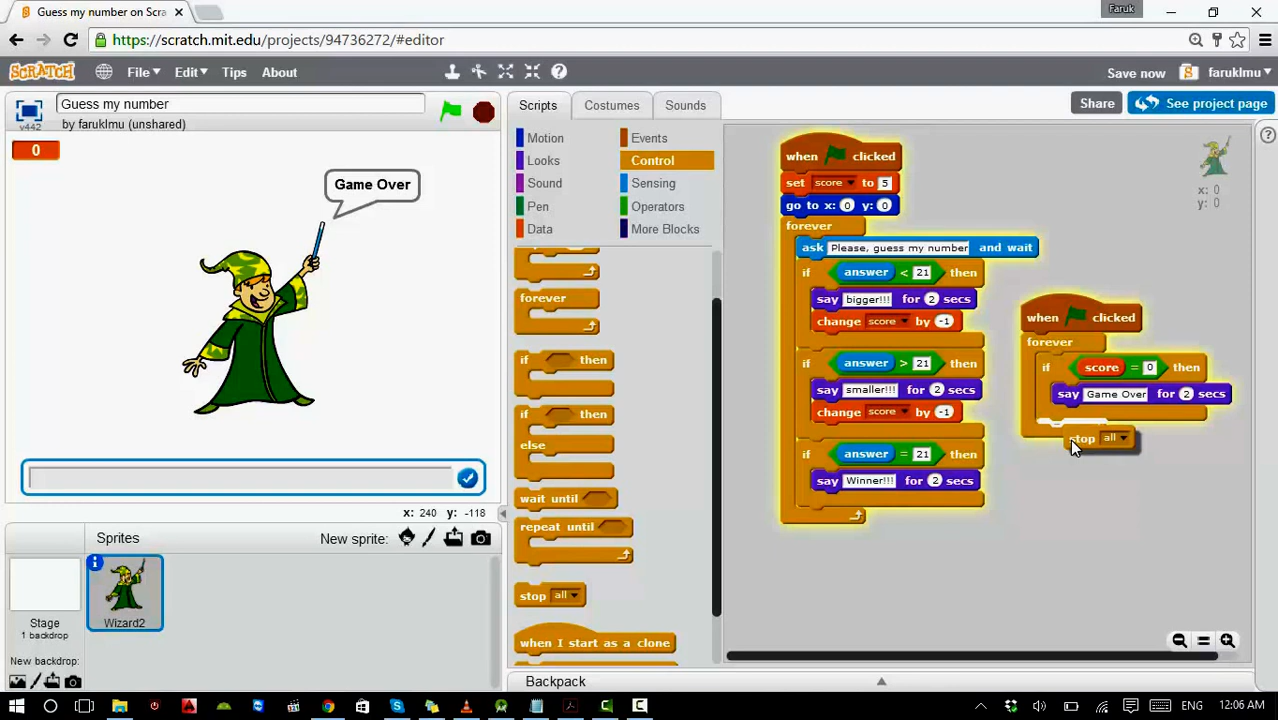 Guess my number on Scra
Faruk
https://scratch.mit.edu/projects/94736272/#editor
SCRATCH
File
Edit
Tips
About
Save now
faruklmu
Guess my number
by faruklmu (unshared)
v442
Scripts
Costumes
Sounds
Share
See project page
0
Game Over
Motion
Events
Looks
Control
Sound
Sensing
Pen
Operators
Data
More Blocks
forever
if then
if then
else
wait until
repeat until
stop all
when I start as a clone
when clicked
set score to 5
go to x: 0 y: 0
forever
ask Please, guess my number and wait
if answer < 21 then
say bigger!!! for 2 secs
change score by -1
if answer > 21 then
say smaller!!! for 2 secs
change score by -1
if answer = 21 then
say Winner!!! for 2 secs
when clicked
forever
if score = 0 then
say Game Over for 2 secs
stop all
x: 0
y: 0
x: 240 y: -118
Sprites
New sprite:
Stage
1 backdrop
New backdrop:
Wizard2
Backpack
ENG
12:06 AM